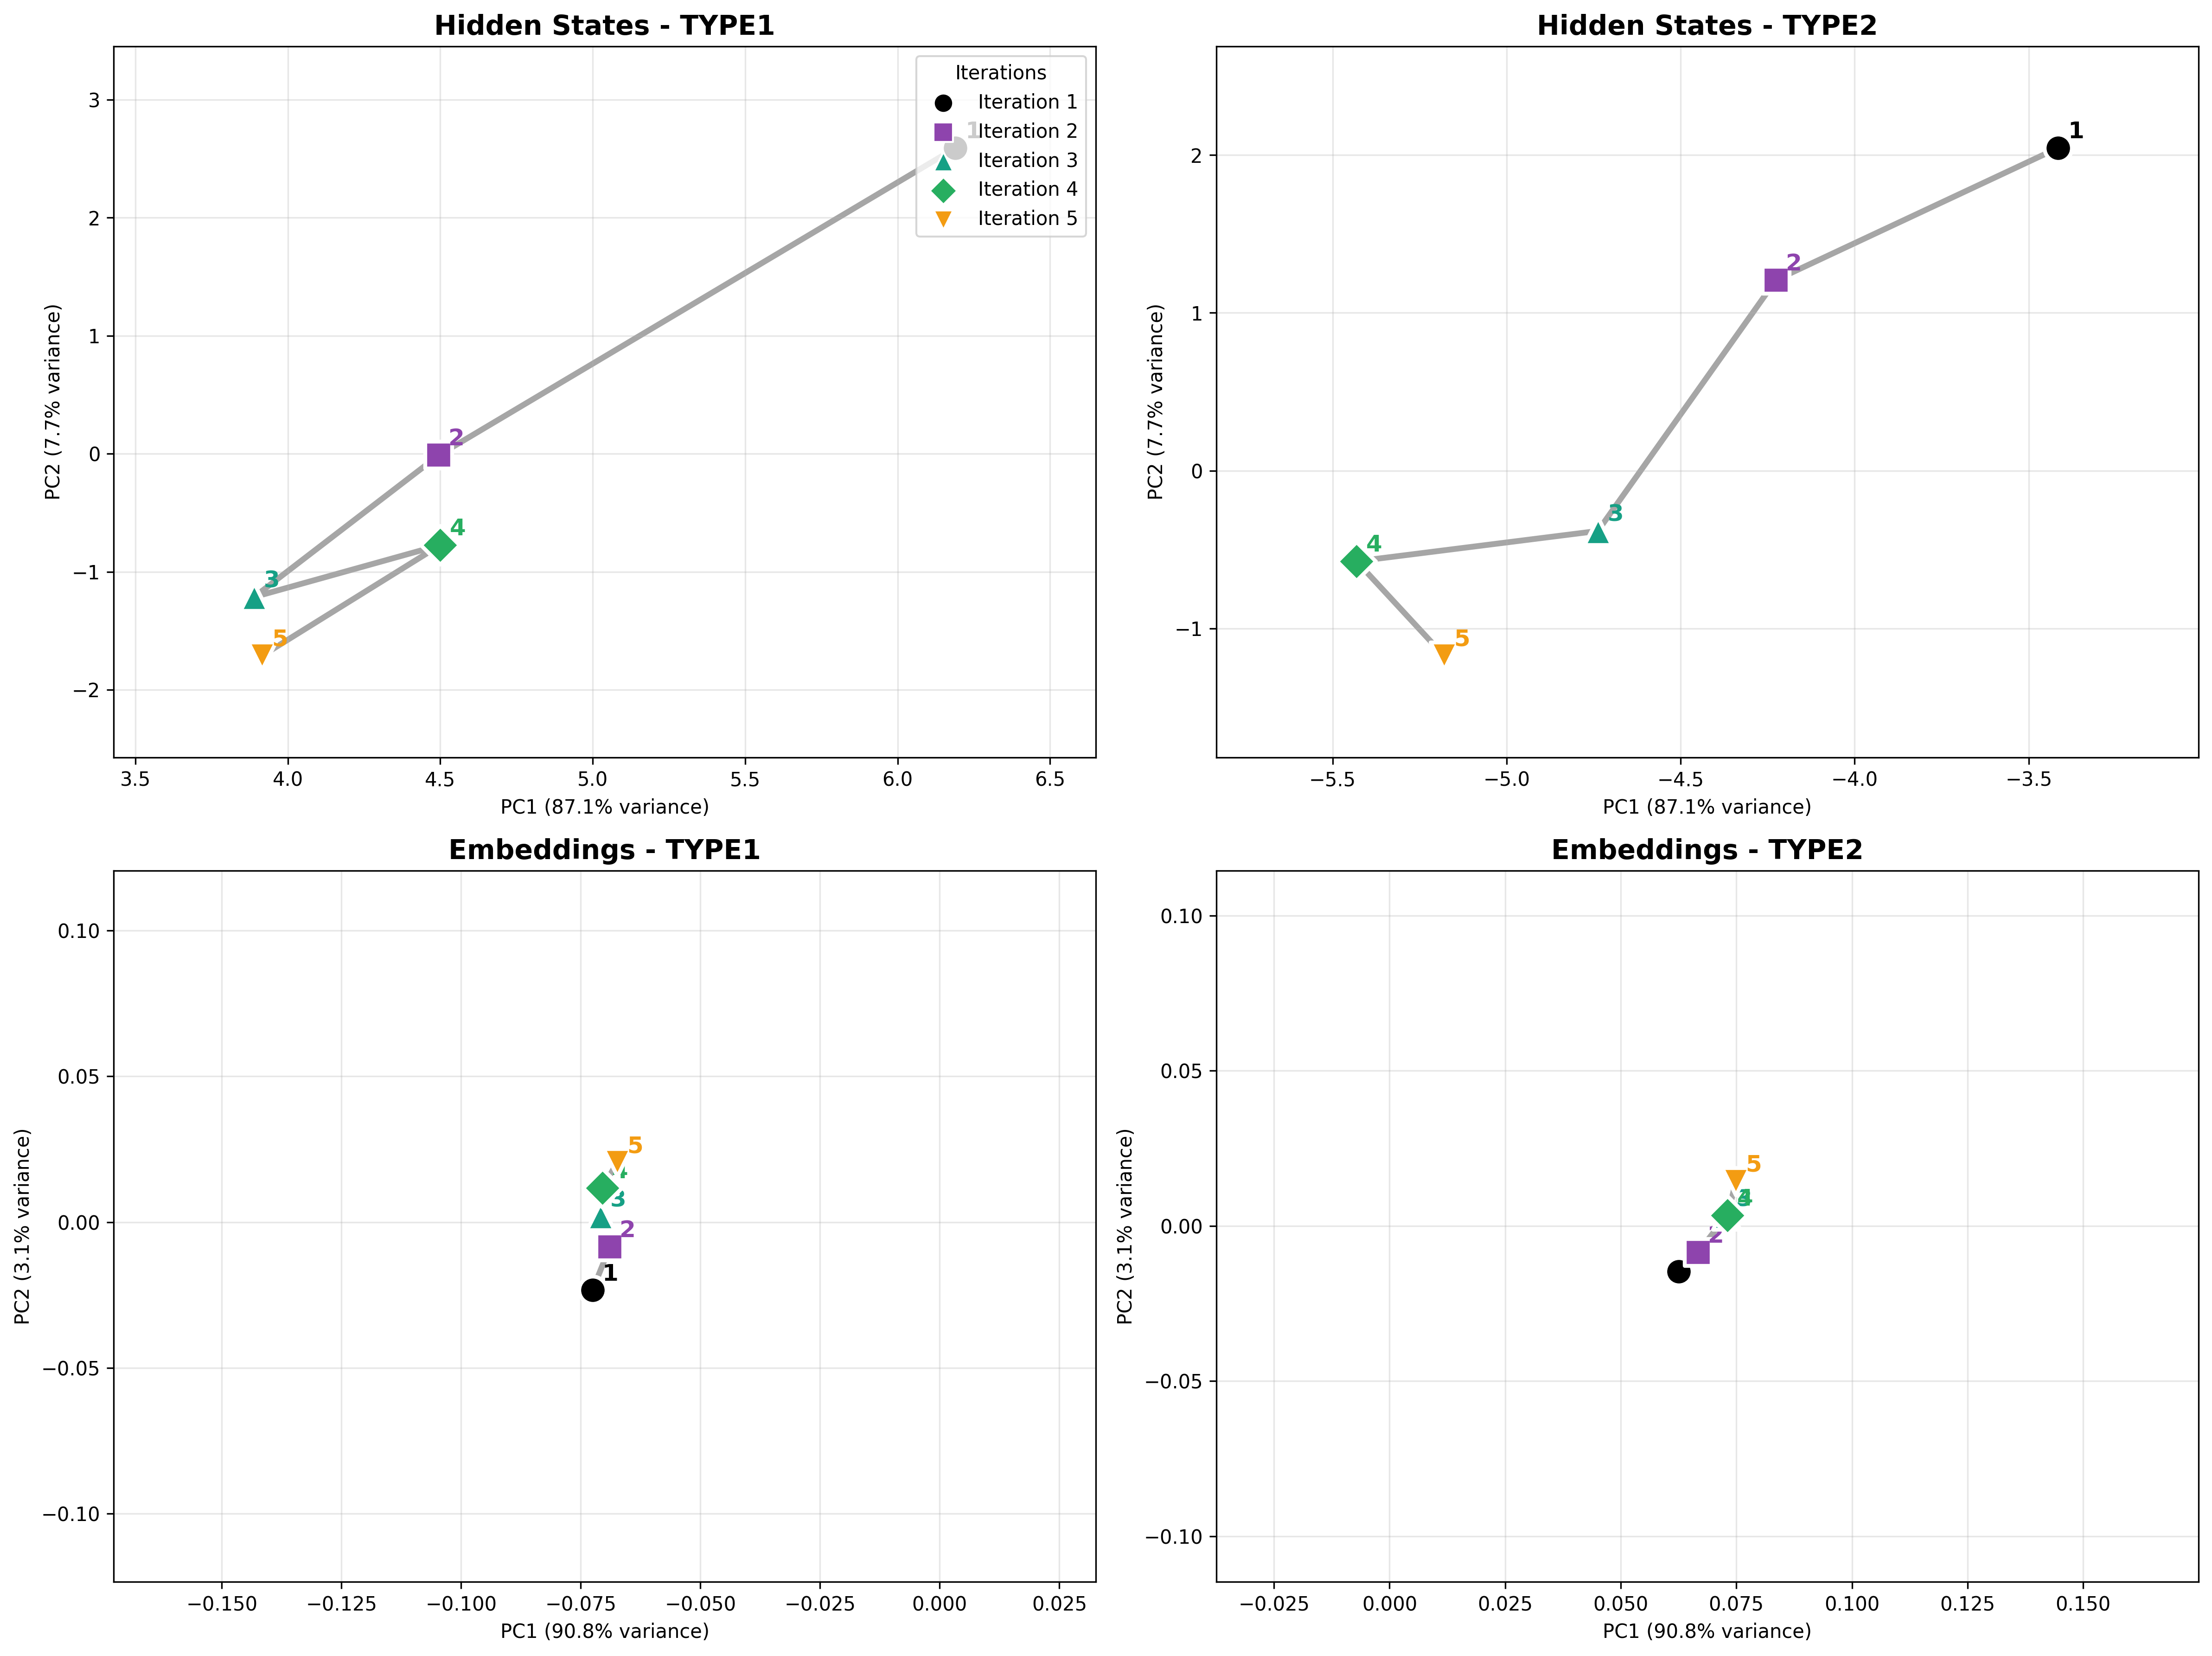 Hidden States - TYPE1
3
2
1
0
−1
−2
PC2 (7.7% variance)
3.5 4.0 4.5 5.0 5.5 6.0 6.5
PC1 (87.1% variance)
Iterations
Iteration 1
Iteration 2
Iteration 3
Iteration 4
Iteration 5
1
2
4
3
5
Hidden States - TYPE2
2
1
0
−1
PC2 (7.7% variance)
−5.5 −5.0 −4.5 −4.0 −3.5
PC1 (87.1% variance)
1
2
3
4
5
Embeddings - TYPE1
0.10
0.05
0.00
−0.05
−0.10
PC2 (3.1% variance)
−0.150 −0.125 −0.100 −0.075 −0.050 −0.025 0.000 0.025
PC1 (90.8% variance)
5
4
3
2
1
Embeddings - TYPE2
0.10
0.05
0.00
−0.05
−0.10
PC2 (3.1% variance)
−0.025 0.000 0.025 0.050 0.075 0.100 0.125 0.150
PC1 (90.8% variance)
5
2